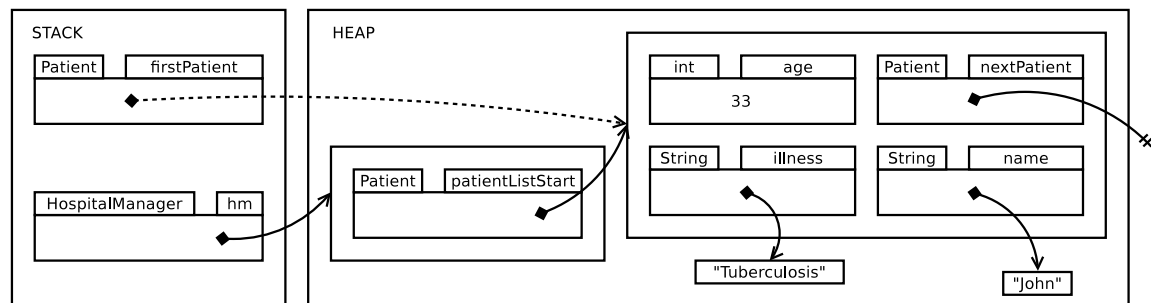 STACK
Patient firstPatient
HospitalManager hm
HEAP
Patient patientListStart
int age
33
Patient nextPatient
String illness
String name
"Tuberculosis"
"John"